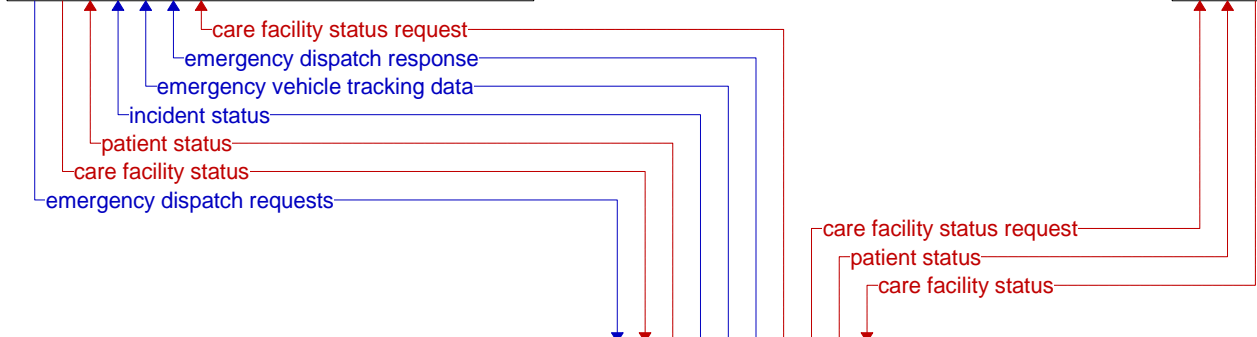 care facility status request
emergency dispatch response
emergency vehicle tracking data
incident status
patient status
care facility status
emergency dispatch requests
care facility status request
patient status
care facility status